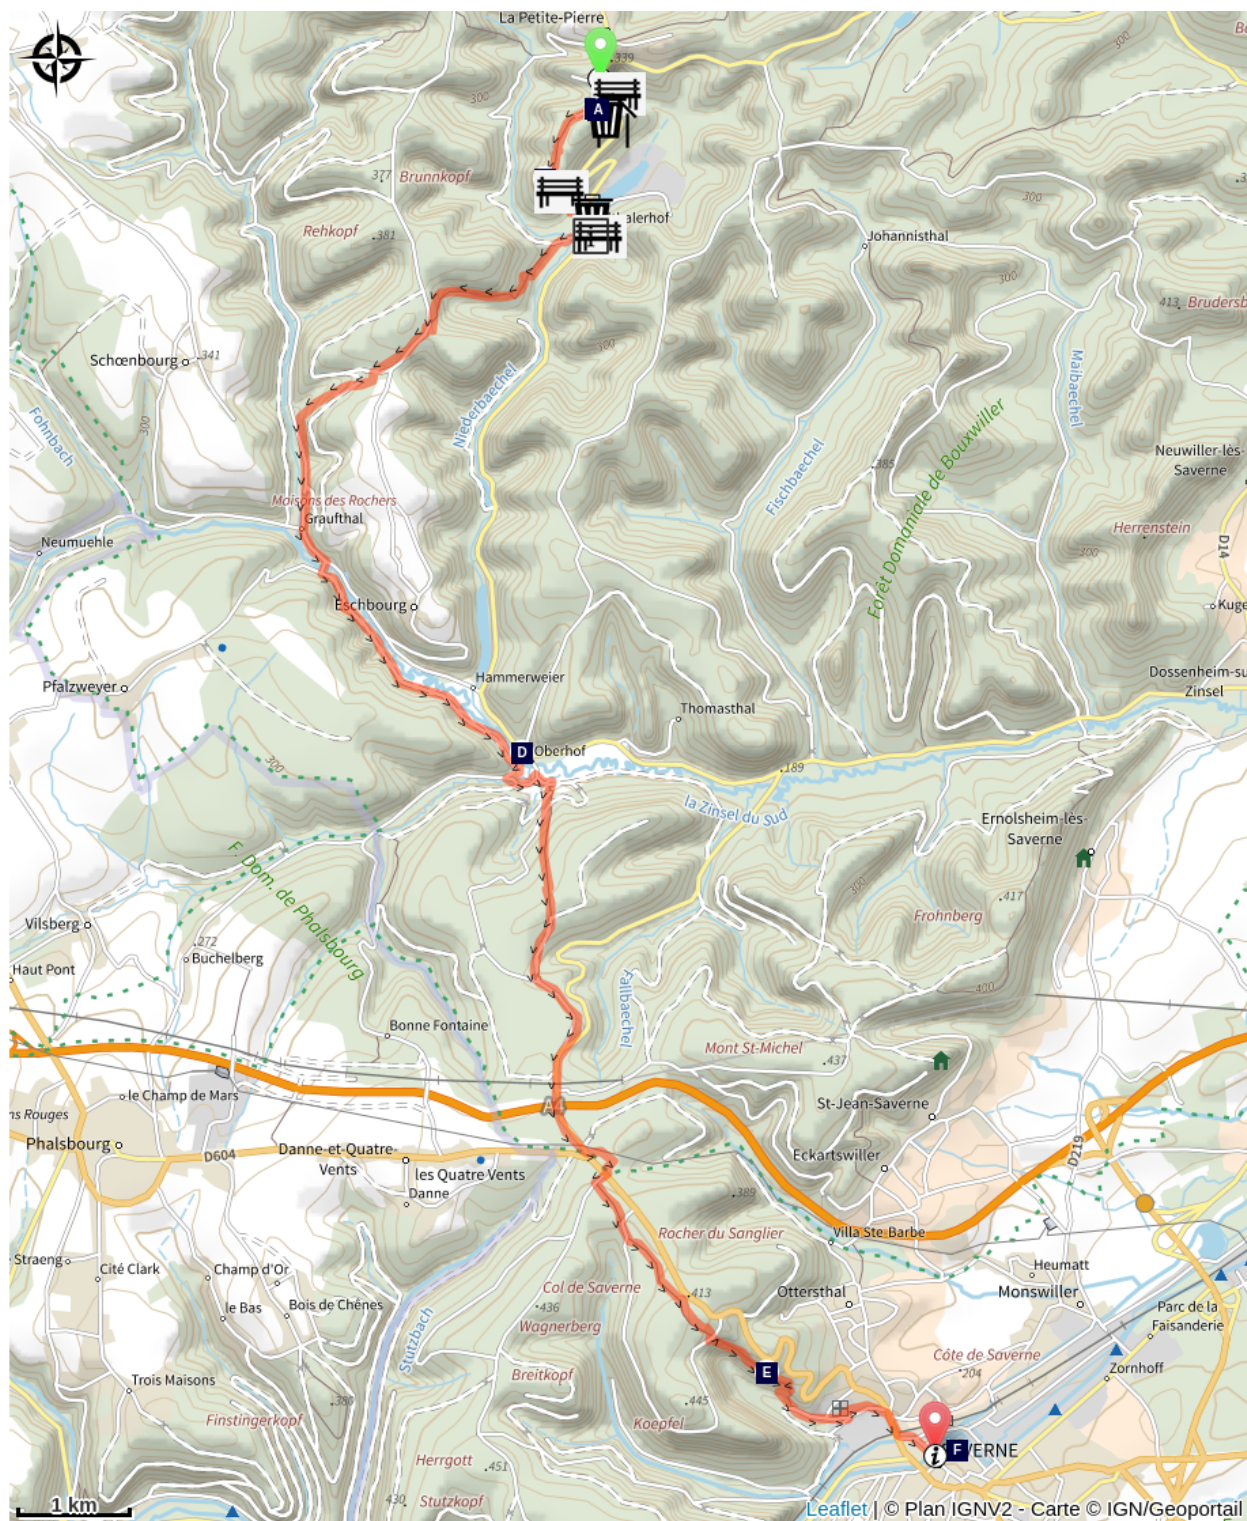 La Petite-Pierre
339
300
300
A
377
Brunnkopf
300
Rehkopf
.381
alerhof
Johannisthal
300
413
Brudersb
Schœnbourg
341
300
300
Niederbaechel
Maibaechel
Fohnbach
Fischbaechel
Forêt Domaniale de Bouxwiller
385
Neuwiller-lès-
Saverne
Maisons des Rochers
Graufthal
Herrenstein
D14
Neumuehle
300
Eschbourg
Kuge
Hammerweier
Dossenheim-su
Zinsel
Pfalzweyer
Thomasthal
D
Oberhof
300
.189
la Zinsel du Sud
Ernolsheim-lès-
Saverne
F. Dom. de Phalsbourg
300
.417
Frohnberg
Vilsberg
.272
Buchelberg
Haut Pont
400
Fallbaechel
Bonne Fontaine
Mont St-Michel
.437
le Champ de Mars
A4
St-Jean-Saverne
ns Rouges
Phalsbourg
D604
Danne-et-Quatre-
Vents
les Quatre Vents
Eckartswiller
D219
Danne
.389
Rocher du Sanglier
Villa Ste-Barbe
Straeng
Cité Clark
Champ d'Or
Heumatt
Col de Saverne
.413
Ottersthal
Monswiller
le Bas
Bois de Chênes
.436
Wagnerberg
Parc de la
Faisanderie
Stutzbach
Côte de Saverne
.204
Zornhoff
Trois Maisons
Breitkopf
E
380
.445
Finstingerkopf
Koepfel
F
VERNE
Herrgott
.451
430
Stutzkopf
1 km
Leaflet | © Plan IGNV2 - Carte © IGN/Geoportail